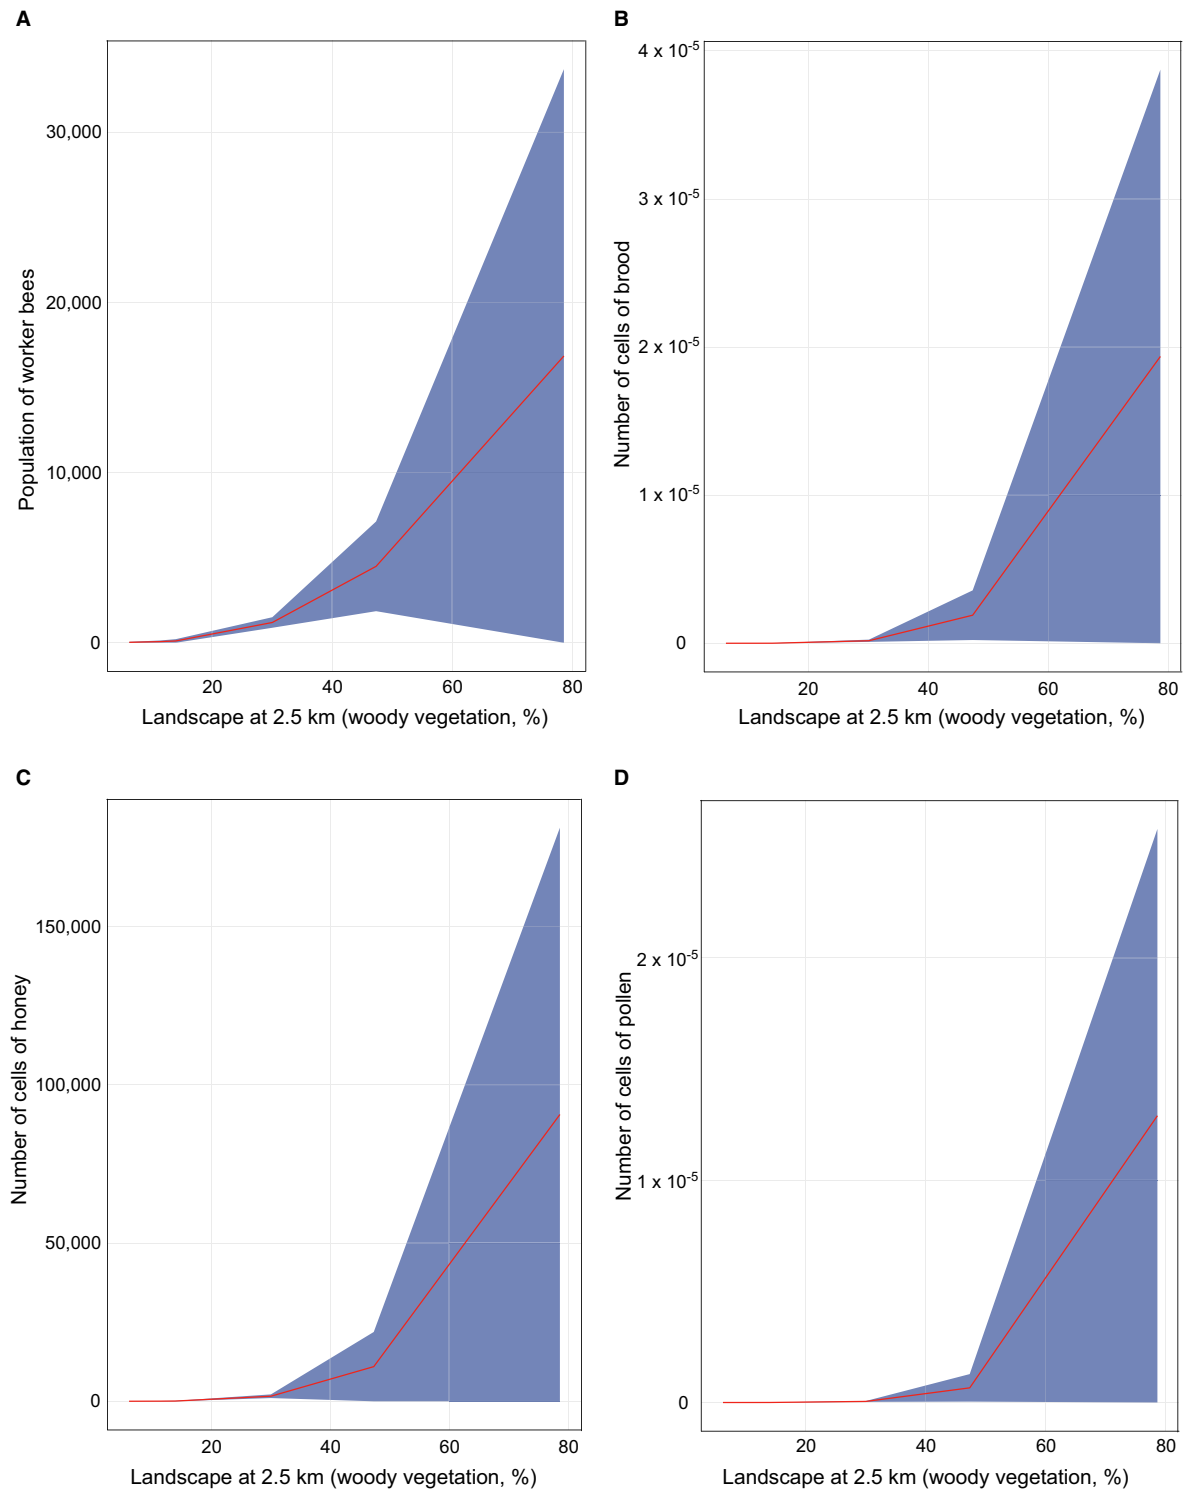 A
Population of worker bees
30,000
20,000
10,000
0
20 40 60 80
Landscape at 2.5 km (woody vegetation, %)
B
Number of cells of brood
4 x 10⁻⁵
3 x 10⁻⁵
2 x 10⁻⁵
1 x 10⁻⁵
0
20 40 60 80
Landscape at 2.5 km (woody vegetation, %)
C
Number of cells of honey
150,000
100,000
50,000
0
20 40 60 80
Landscape at 2.5 km (woody vegetation, %)
D
Number of cells of pollen
2 x 10⁻⁵
1 x 10⁻⁵
0
20 40 60 80
Landscape at 2.5 km (woody vegetation, %)